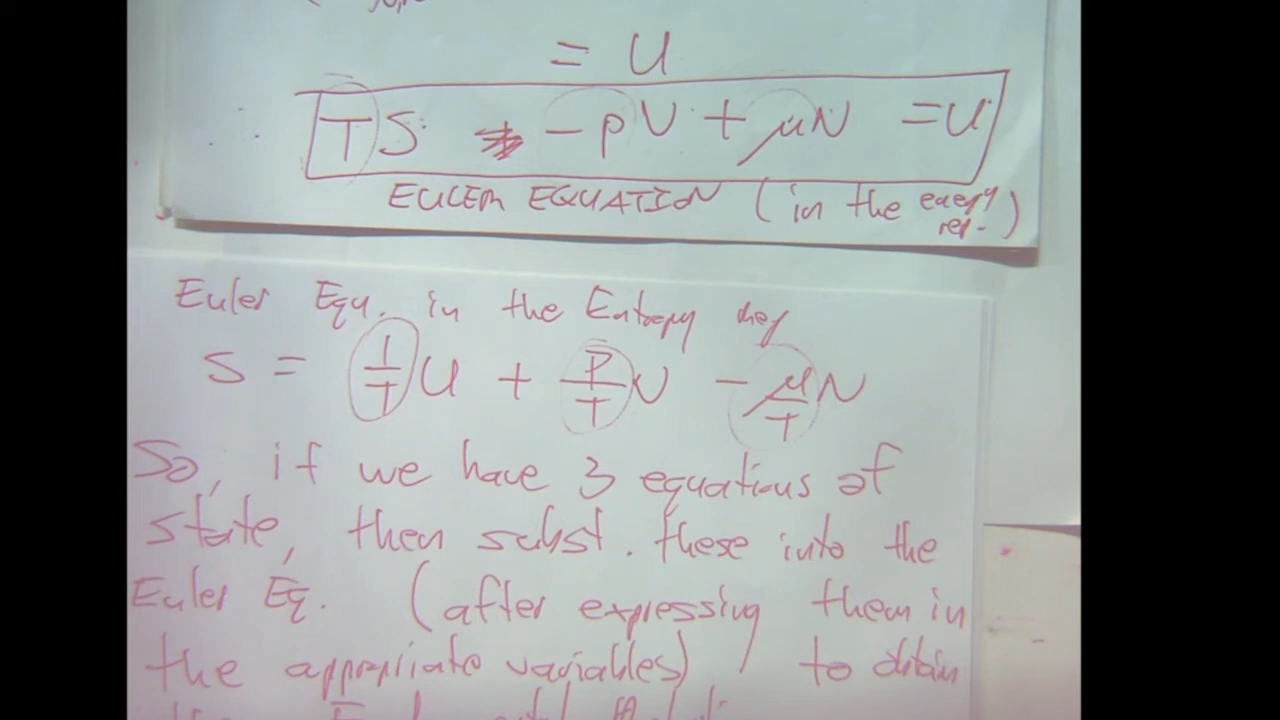 = U
TS - pV + μN = U
EULER EQUATION (in the energy rep.)
Euler Equ. in the Entropy rep
S = 1/T U + P/T V - μ/T N
So, if we have 3 equations of
state, then subst. these into the
Euler Eq. (after expressing them in
the appropriate variables) to obtain